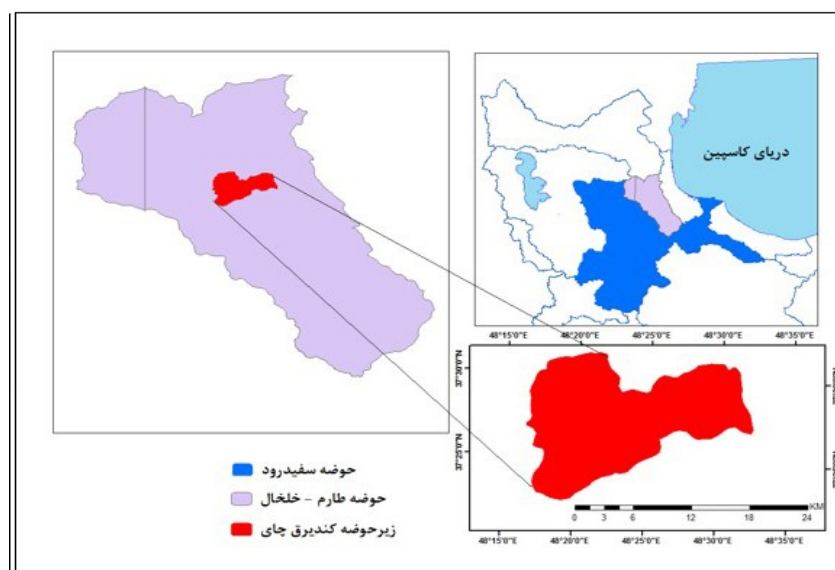 دریای کاسپین
48°15'0"E 48°20'0"E 48°25'0"E 48°30'0"E 48°35'0"E
37°30'0"N
37°25'0"N
KM
0 3 6 12 18 24
48°15'0"E 48°20'0"E 48°25'0"E 48°30'0"E 48°35'0"E
حوضه سفیدرود
حوضه طارم - خلخال
زیرحوضه کندیرق چای